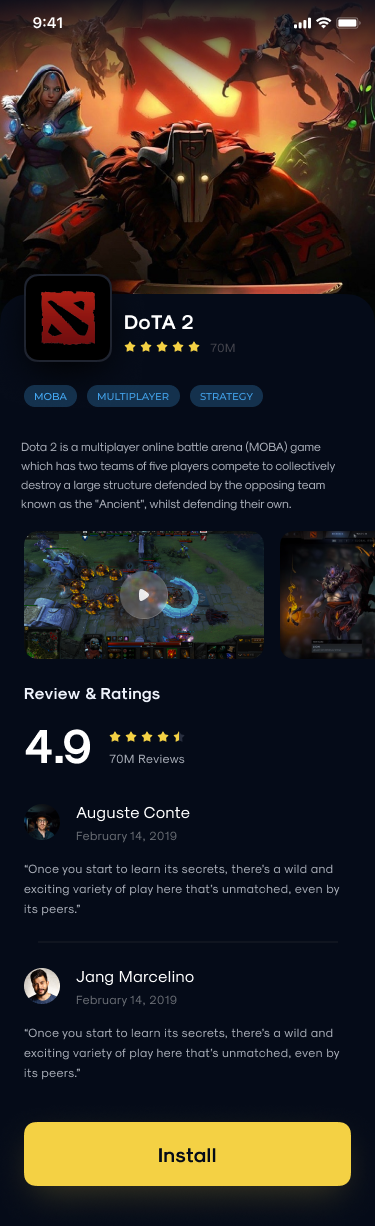 9:41
DoTA 2
70M
MOBA MULTIPLAYER STRATEGY
Dota 2 is a multiplayer online battle arena (MOBA) game
which has two teams of five players compete to collectively
destroy a large structure defended by the opposing team
known as the "Ancient", whilst defending their own.
Review & Ratings
4.9
70M Reviews
Auguste Conte
February 14, 2019
“Once you start to learn its secrets, there’s a wild and
exciting variety of play here that’s unmatched, even by
its peers.”
Jang Marcelino
February 14, 2019
“Once you start to learn its secrets, there’s a wild and
exciting variety of play here that’s unmatched, even by
its peers.”
Install